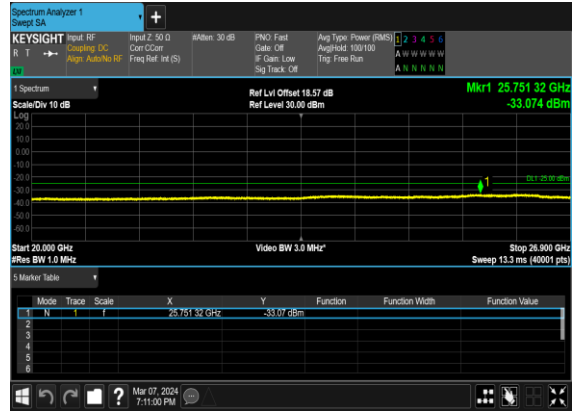 Spectrum Analyzer 1
Swept SA
+
KEYSIGHT Input: RF Input Z: 50 Ω #Atten: 30 dB PNO: Fast Avg Type: Power (RMS) 1 2 3 4 5 6
R T Coupling: DC Corr CCorr Gate: Off Avg|Hold: 100/100 A W W W W W
Align: Auto/No RF Freq Ref: Int (S) IF Gain: Low Trig: Free Run
Sig Track: Off A N N N N N
1 Spectrum Ref Lvl Offset 18.57 dB Mkr1 25.751 32 GHz
Scale/Div 10 dB Ref Level 30.00 dBm -33.074 dBm
Log
20.0
10.0
0.00
-10.0
-20.0
1 DL1 -25.00 dBm
-30.0
-40.0
-50.0
-60.0
Start 20.000 GHz Video BW 3.0 MHz* Stop 26.900 GHz
#Res BW 1.0 MHz Sweep 13.3 ms (40001 pts)
5 Marker Table
Mode Trace Scale X Y Function Function Width Function Value
1 N 1 f 25.751 32 GHz -33.07 dBm
2
3
4
5
6
? Mar 07, 2024
7:11:00 PM